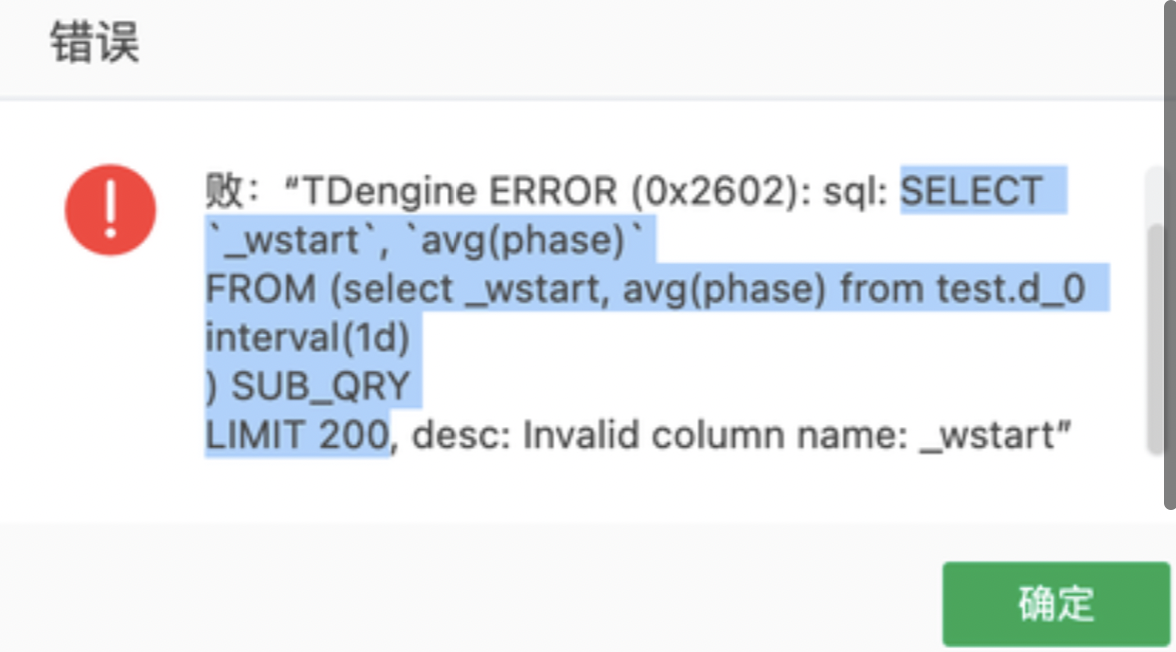 错误
败：“TDengine ERROR (0x2602): sql: SELECT
`_wstart`, `avg(phase)`
FROM (select _wstart, avg(phase) from test.d_0
interval(1d)
) SUB_QRY
LIMIT 200, desc: Invalid column name: _wstart”
确定